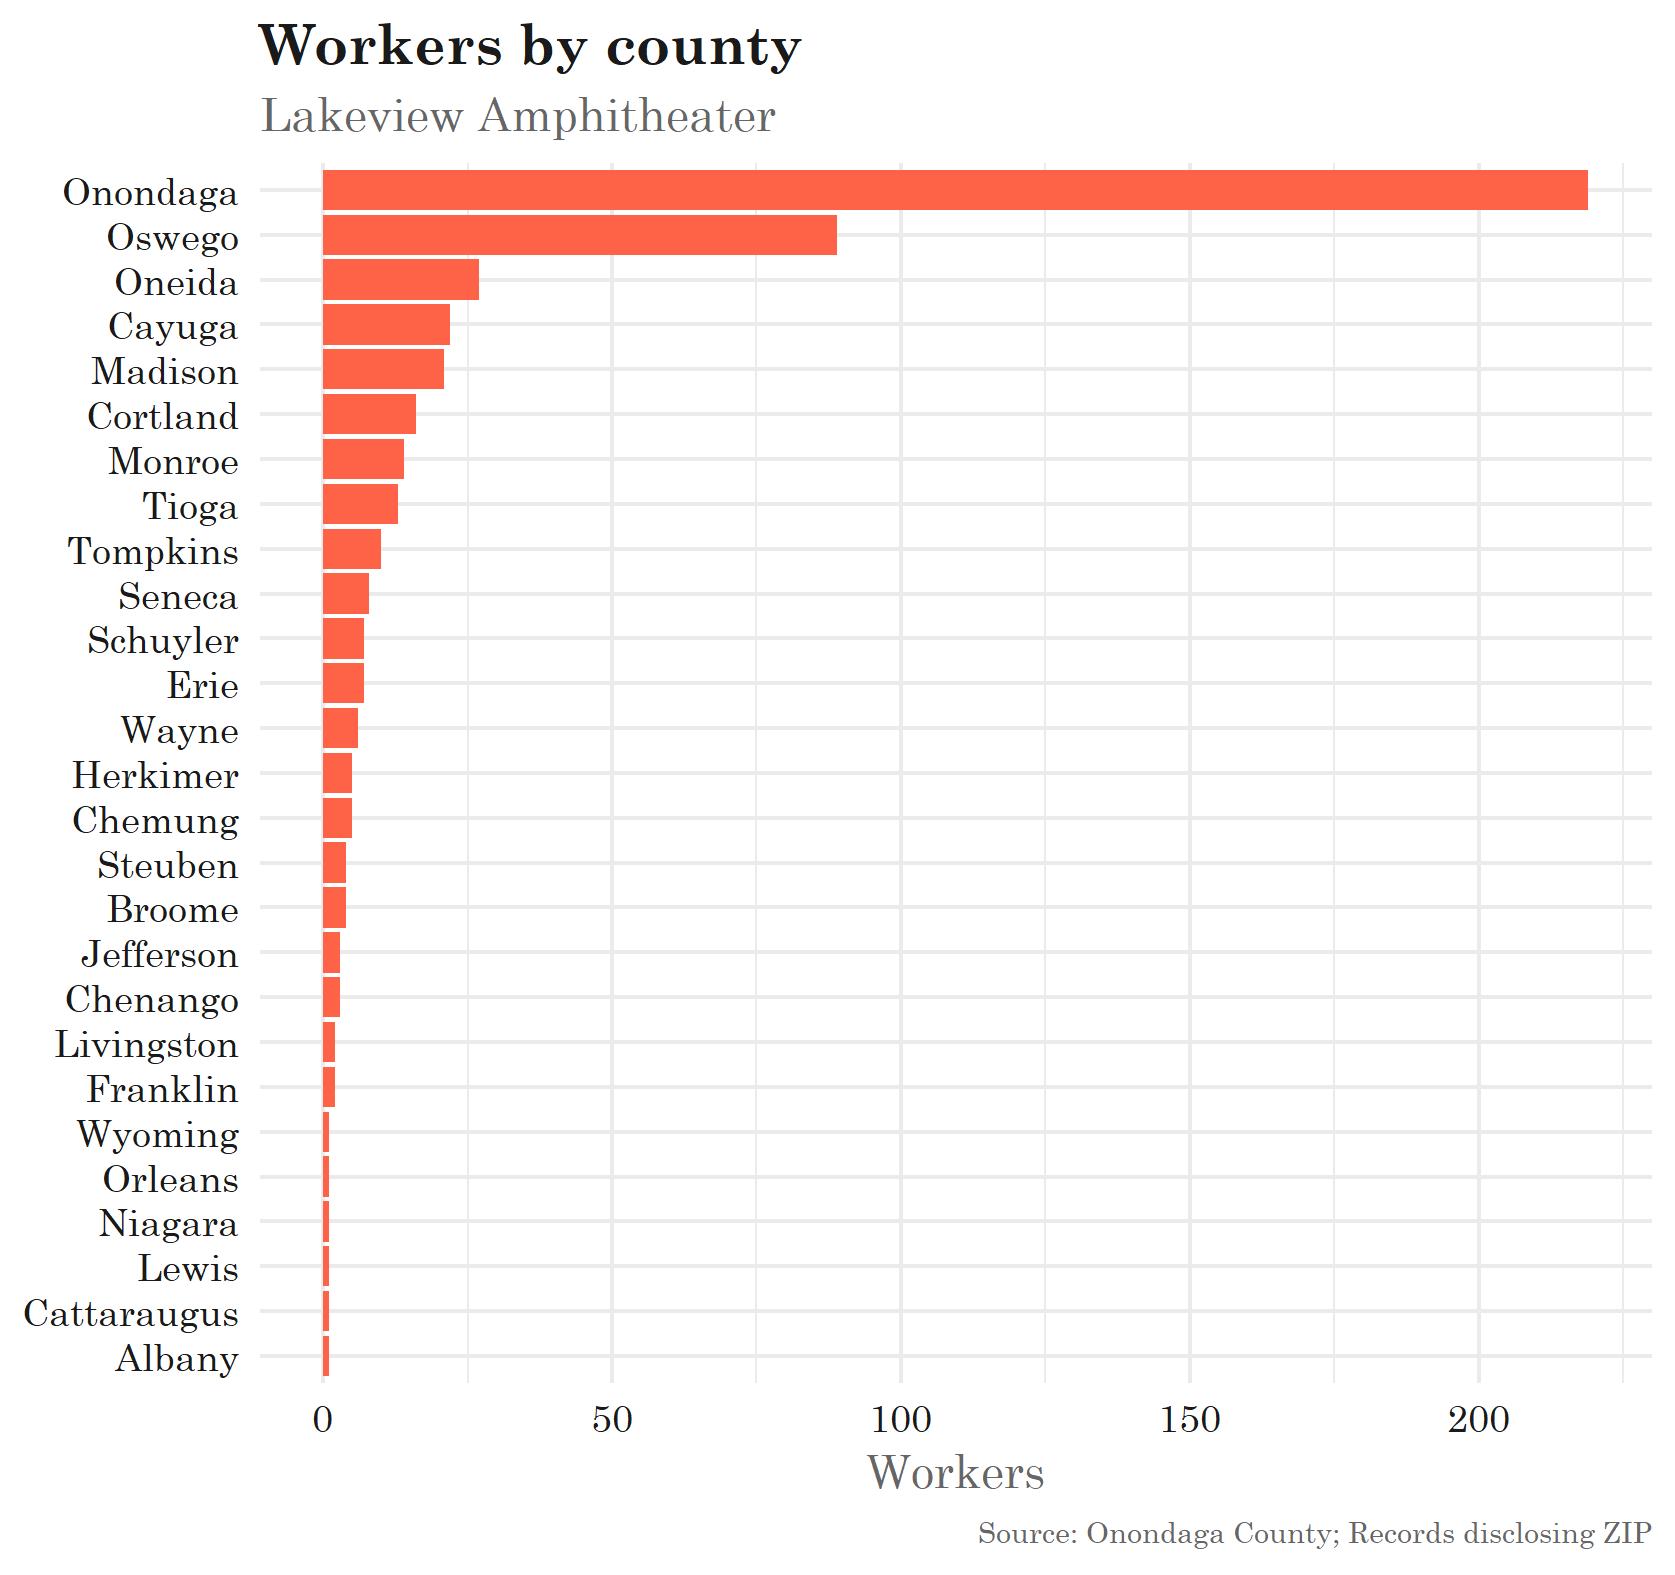 Workers by county
Lakeview Amphitheater
Onondaga
Oswego
Oneida
Cayuga
Madison
Cortland
Monroe
Tioga
Tompkins
Seneca
Schuyler
Erie
Wayne
Herkimer
Chemung
Steuben
Broome
Jefferson
Chenango
Livingston
Franklin
Wyoming
Orleans
Niagara
Lewis
Cattaraugus
Albany
0 50 100 150 200
Workers
Source: Onondaga County; Records disclosing ZIP